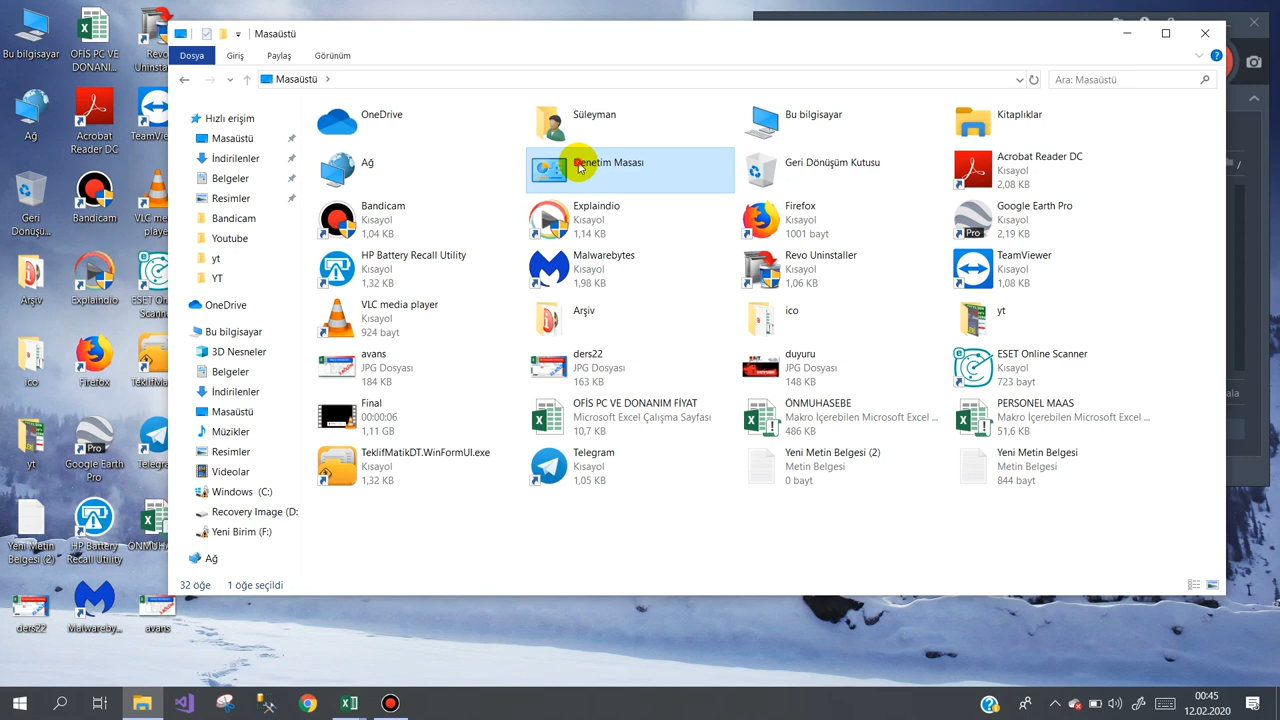 Masaüstü
Dosya
Giriş
Paylaş
Görünüm
Masaüstü
Ara: Masaüstü
Hızlı erişim
Masaüstü
İndirilenler
Belgeler
Resimler
Bandicam
Youtube
yt
YT
OneDrive
Bu bilgisayar
3D Nesneler
Belgeler
İndirilenler
Masaüstü
Müzikler
Resimler
Videolar
Windows (C:)
Recovery Image (D:
Yeni Birim (F:)
Ağ
OneDrive
Süleyman
Bu bilgisayar
Kitaplıklar
Ağ
Denetim Masası
Geri Dönüşüm Kutusu
Acrobat Reader DC
Kısayol
2,08 KB
Bandicam
Kısayol
1,04 KB
Explaindio
Kısayol
1,14 KB
Firefox
Kısayol
1001 bayt
Google Earth Pro
Kısayol
2,19 KB
HP Battery Recall Utility
Kısayol
1,32 KB
Malwarebytes
Kısayol
1,98 KB
Revo Uninstaller
Kısayol
1,06 KB
TeamViewer
Kısayol
1,08 KB
VLC media player
Kısayol
924 bayt
Arşiv
ico
yt
avans
JPG Dosyası
184 KB
ders22
JPG Dosyası
163 KB
duyuru
JPG Dosyası
148 KB
ESET Online Scanner
Kısayol
723 bayt
Final
00:00:06
1,11 GB
OFİS PC VE DONANIM FİYAT
Microsoft Excel Çalışma Sayfası
10,7 KB
ÖNMUHASEBE
Makro İçerebilen Microsoft Excel ...
486 KB
PERSONEL MAAS
Makro İçerebilen Microsoft Excel ...
51,6 KB
TekliifMatikDT.WinFormUI.exe
Kısayol
1,32 KB
Telegram
Kısayol
1,05 KB
Yeni Metin Belgesi (2)
Metin Belgesi
0 bayt
Yeni Metin Belgesi
Metin Belgesi
844 bayt
32 öğe
1 öğe seçildi
Bu bilgisayar
OFİS PC VE
DONANI...
Revo
Uninst
Ağ
Acrobat
Reader DC
TeamV
Geri
Dönüşü...
Bandicam
VLC me
playe
Arşiv
Explaindio
ESET Onl
Scanne
ico
Firefox
TekliifM
yt
Google Earth
Pro
Telegra
Yeni Metin
Belgesi (2)
HP Battery
Recall Utility
ÖNMUHA
ders22
Malwareby...
avans
00:45
12.02.2020